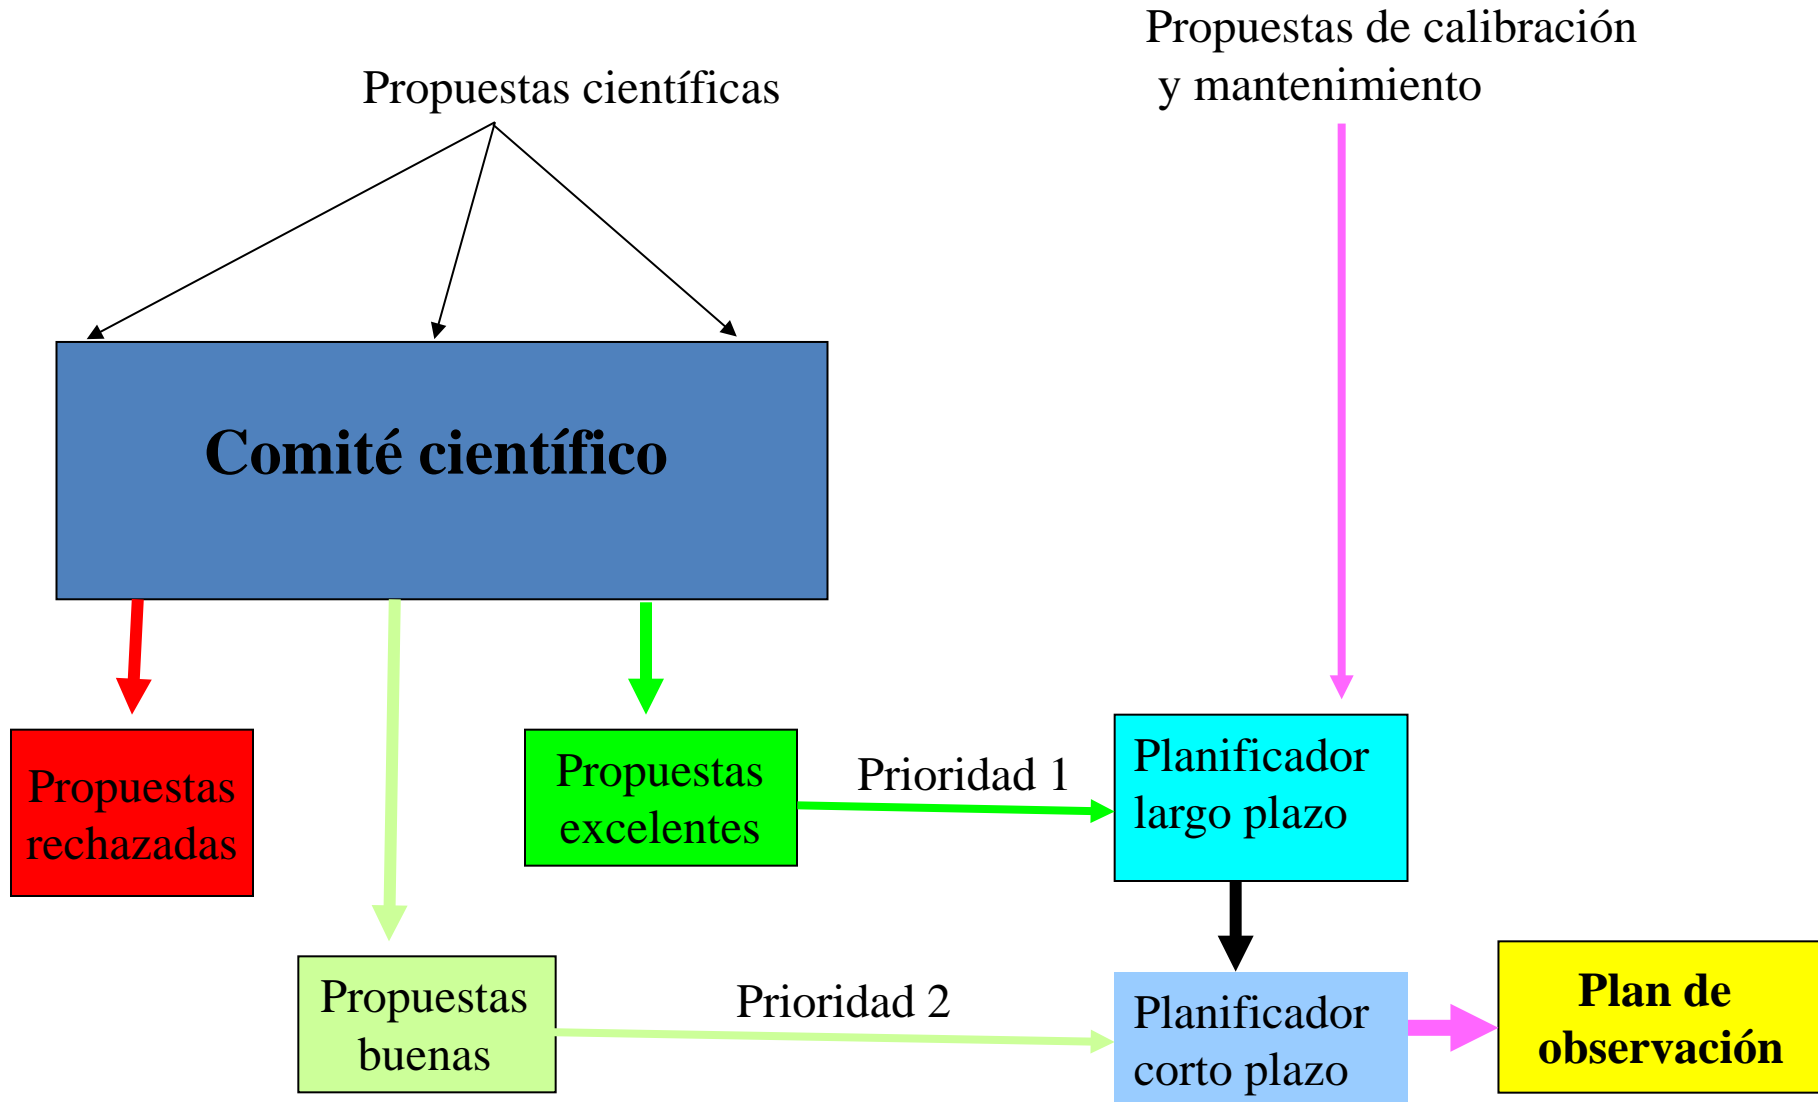 Propuestas de calibración
y mantenimiento
Propuestas científicas
Comité científico
Propuestas
rechazadas
Propuestas
excelentes
Prioridad 1
Planificador
largo plazo
Propuestas
buenas
Prioridad 2
Planificador
corto plazo
Plan de
observación